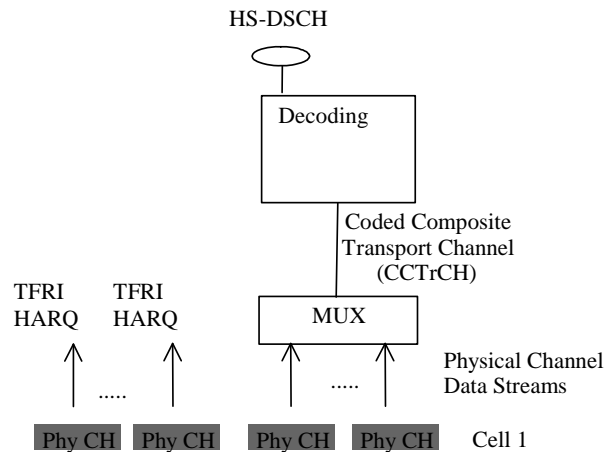 HS-DSCH
Decoding
Coded Composite
Transport Channel
(CCTrCH)
TFRI
HARQ
TFRI
HARQ
MUX
Physical Channel
Data Streams
.....
.....
Phy CH
Phy CH
Phy CH
Phy CH
Cell 1